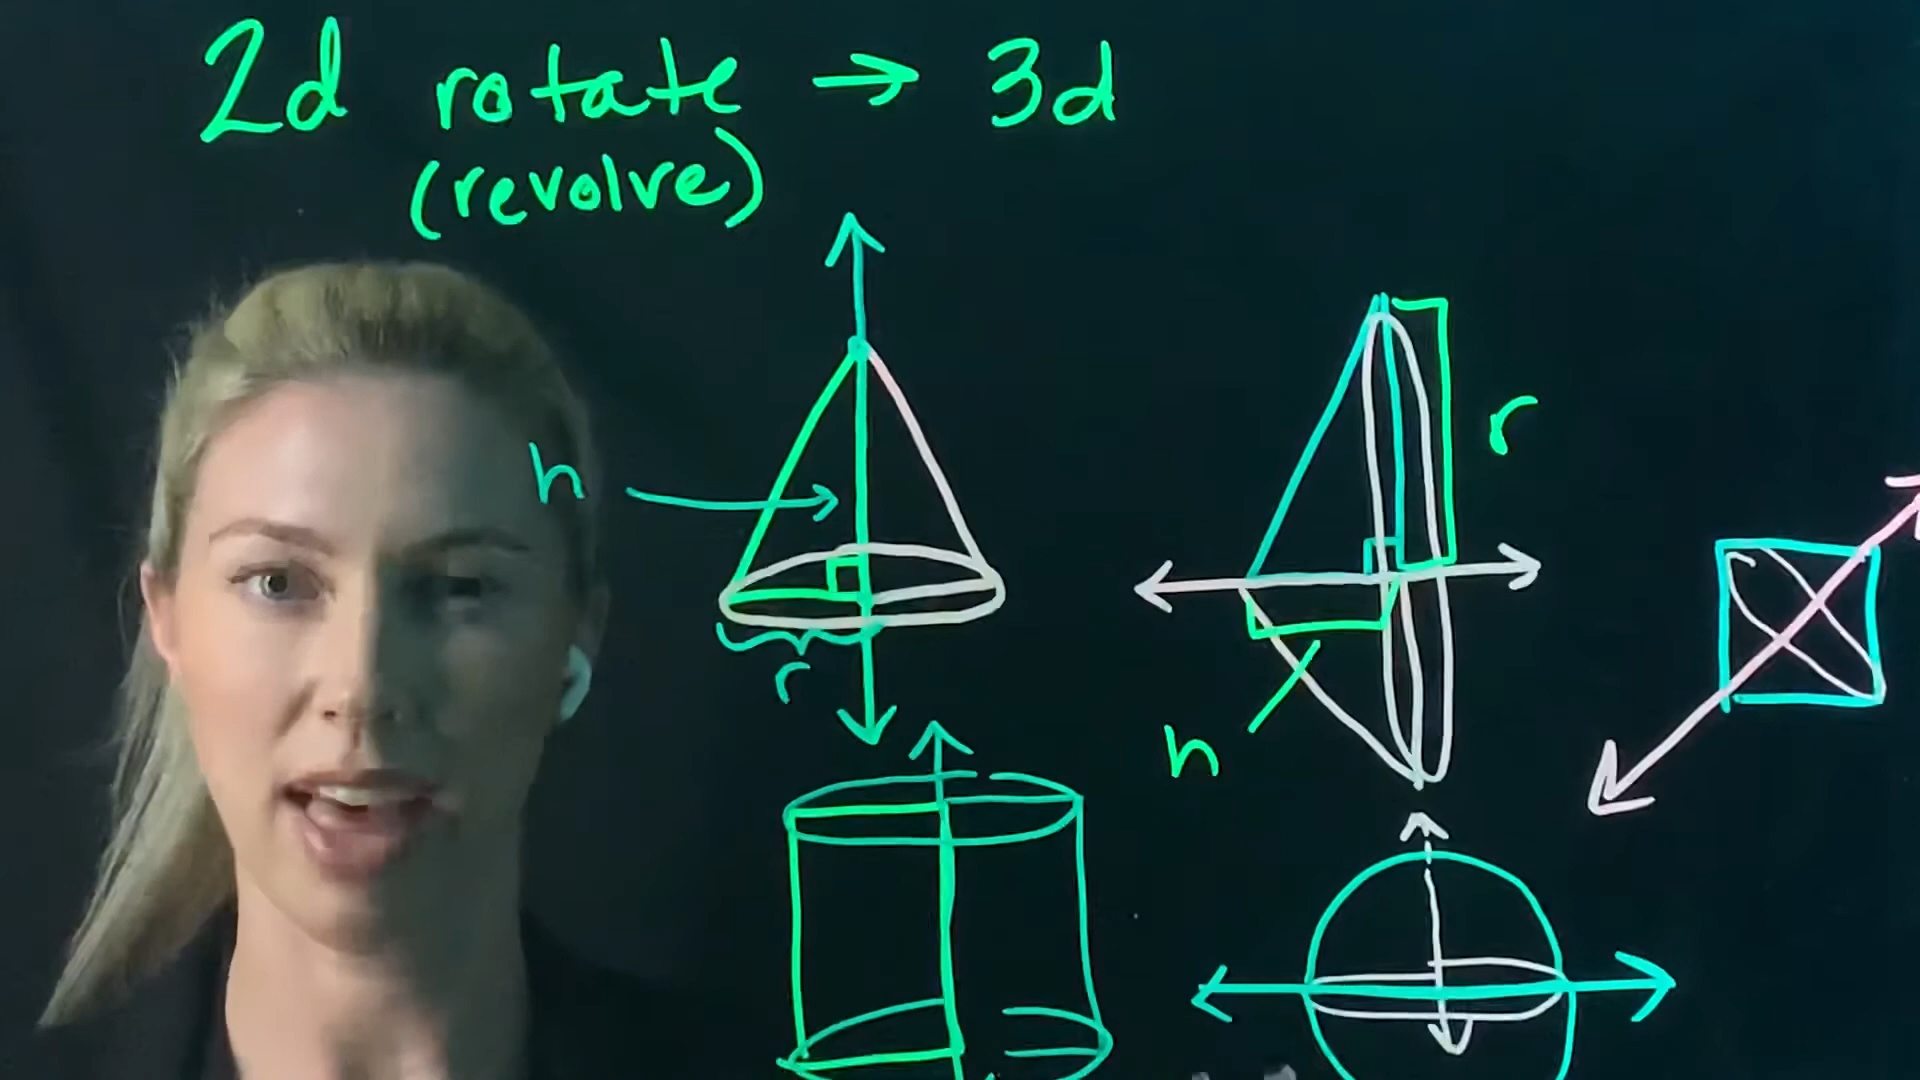 2d rotate → 3d
(revolve)
h
r
r
h